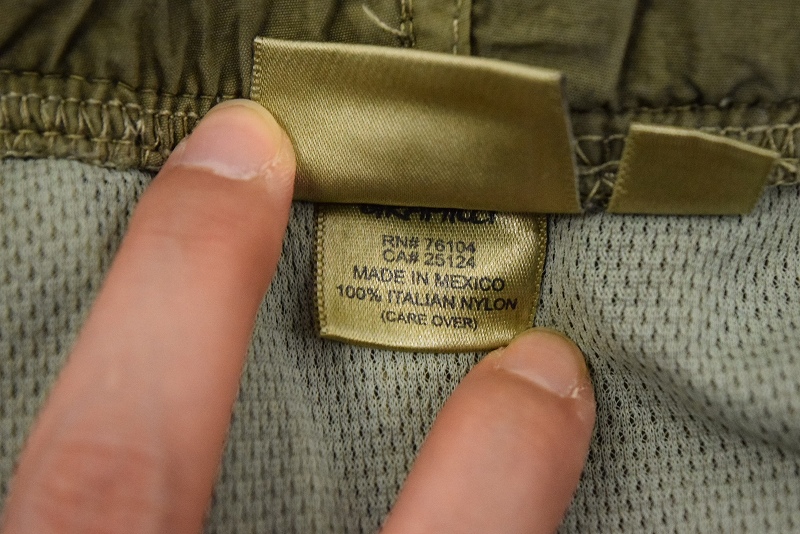 RN# 76104
CA# 25124
MADE IN MEXICO
100% ITALIAN NYLON
(CARE OVER)